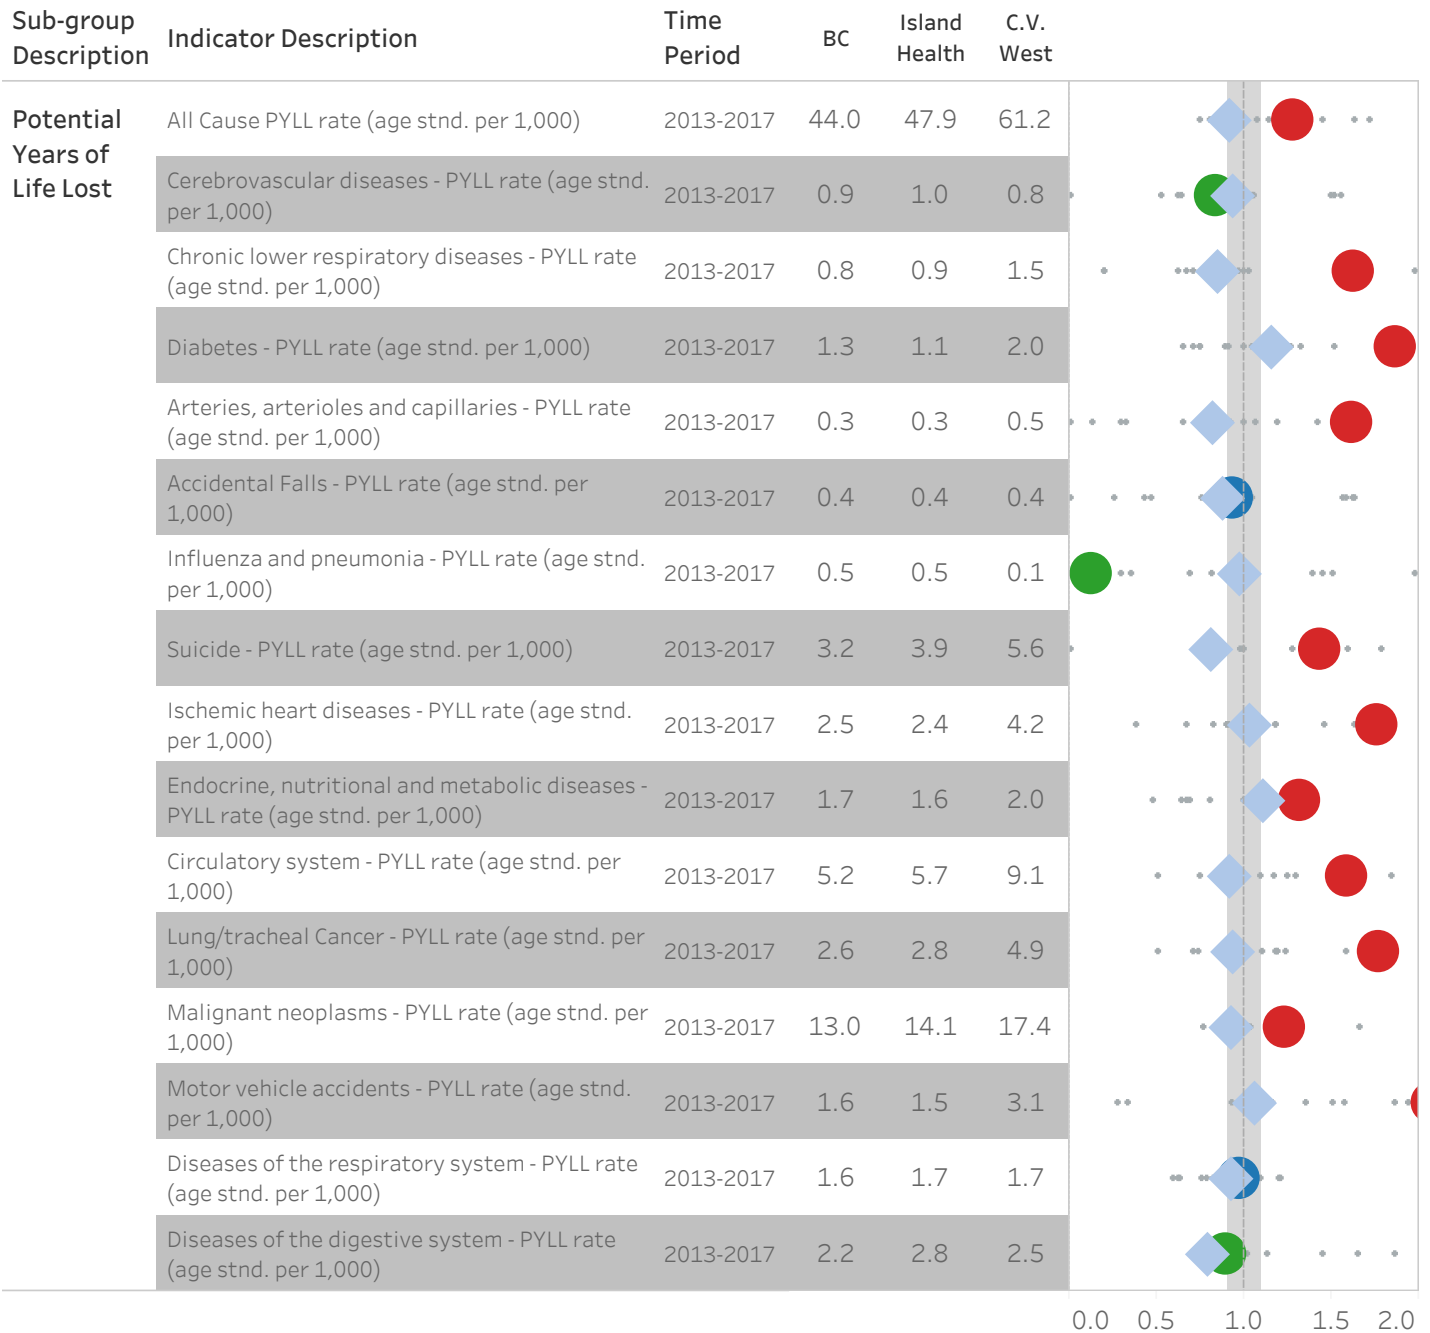 Sub-group Description Indicator Description Time Period BC Island Health C.V. West
Potential Years of Life Lost
All Cause PYLL rate (age stnd. per 1,000) 2013-2017 44.0 47.9 61.2
Cerebrovascular diseases - PYLL rate (age stnd.
per 1,000) 2013-2017 0.9 1.0 0.8
Chronic lower respiratory diseases - PYLL rate
(age stnd. per 1,000) 2013-2017 0.8 0.9 1.5
Diabetes - PYLL rate (age stnd. per 1,000) 2013-2017 1.3 1.1 2.0
Arteries, arterioles and capillaries - PYLL rate
(age stnd. per 1,000) 2013-2017 0.3 0.3 0.5
Accidental Falls - PYLL rate (age stnd. per
1,000) 2013-2017 0.4 0.4 0.4
Influenza and pneumonia - PYLL rate (age stnd.
per 1,000) 2013-2017 0.5 0.5 0.1
Suicide - PYLL rate (age stnd. per 1,000) 2013-2017 3.2 3.9 5.6
Ischemic heart diseases - PYLL rate (age stnd.
per 1,000) 2013-2017 2.5 2.4 4.2
Endocrine, nutritional and metabolic diseases -
PYLL rate (age stnd. per 1,000) 2013-2017 1.7 1.6 2.0
Circulatory system - PYLL rate (age stnd. per
1,000) 2013-2017 5.2 5.7 9.1
Lung/tracheal Cancer - PYLL rate (age stnd. per
1,000) 2013-2017 2.6 2.8 4.9
Malignant neoplasms - PYLL rate (age stnd. per
1,000) 2013-2017 13.0 14.1 17.4
Motor vehicle accidents - PYLL rate (age stnd.
per 1,000) 2013-2017 1.6 1.5 3.1
Diseases of the respiratory system - PYLL rate
(age stnd. per 1,000) 2013-2017 1.6 1.7 1.7
Diseases of the digestive system - PYLL rate
(age stnd. per 1,000) 2013-2017 2.2 2.8 2.5
0.0 0.5 1.0 1.5 2.0